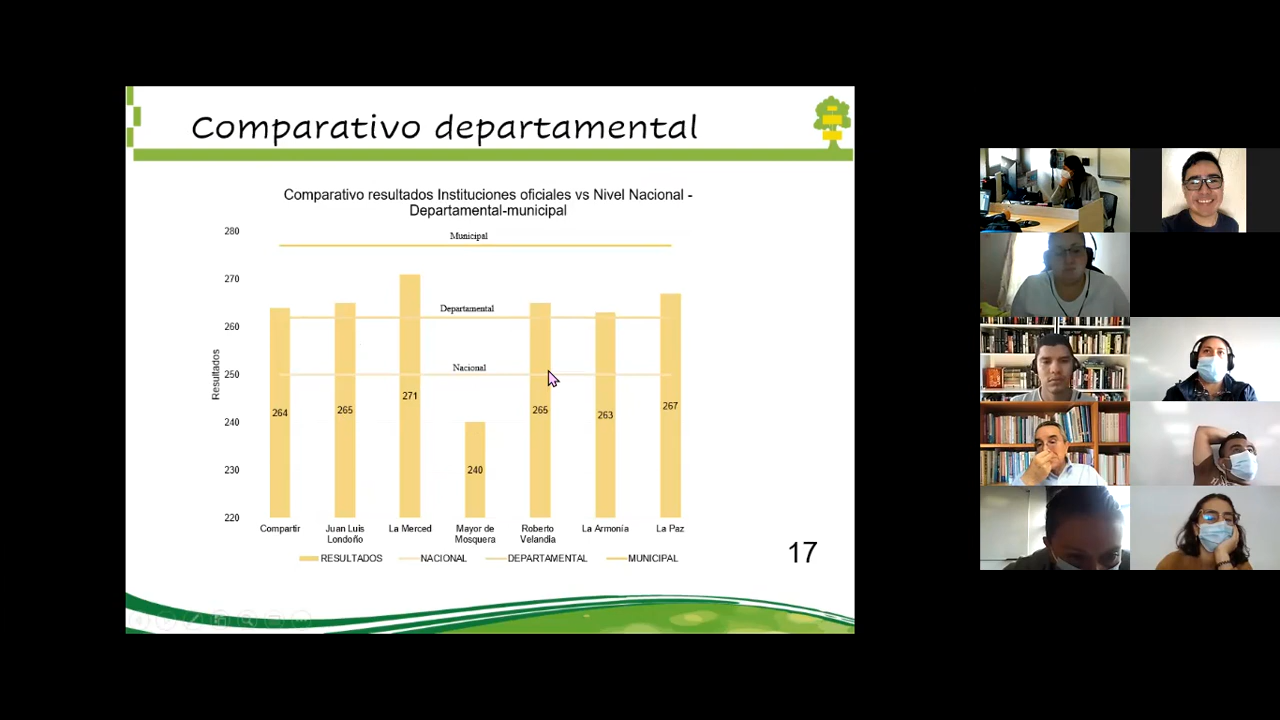 Comparativo departamental
Comparativo resultados Instituciones oficiales vs Nivel Nacional -
Departamental-municipal
280
270
260
250
240
230
220
Resultados
Municipal
Departamental
Nacional
264
265
271
240
265
263
267
Compartir
Juan Luis
Londoño
La Merced
Mayor de
Mosquera
Roberto
Velandia
La Armonía
La Paz
RESULTADOS
NACIONAL
DEPARTAMENTAL
MUNICIPAL
17